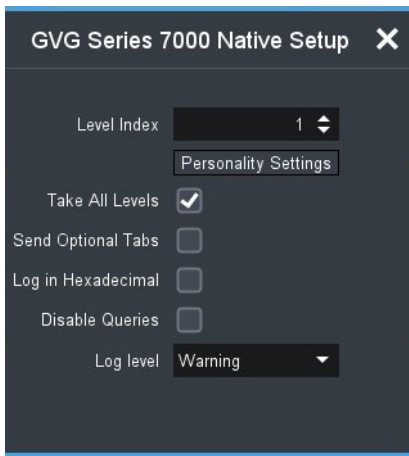 GVG Series 7000 Native Setup
Level Index 1
Personality Settings
Take All Levels
Send Optional Tabs
Log in Hexadecimal
Disable Queries
Log level Warning